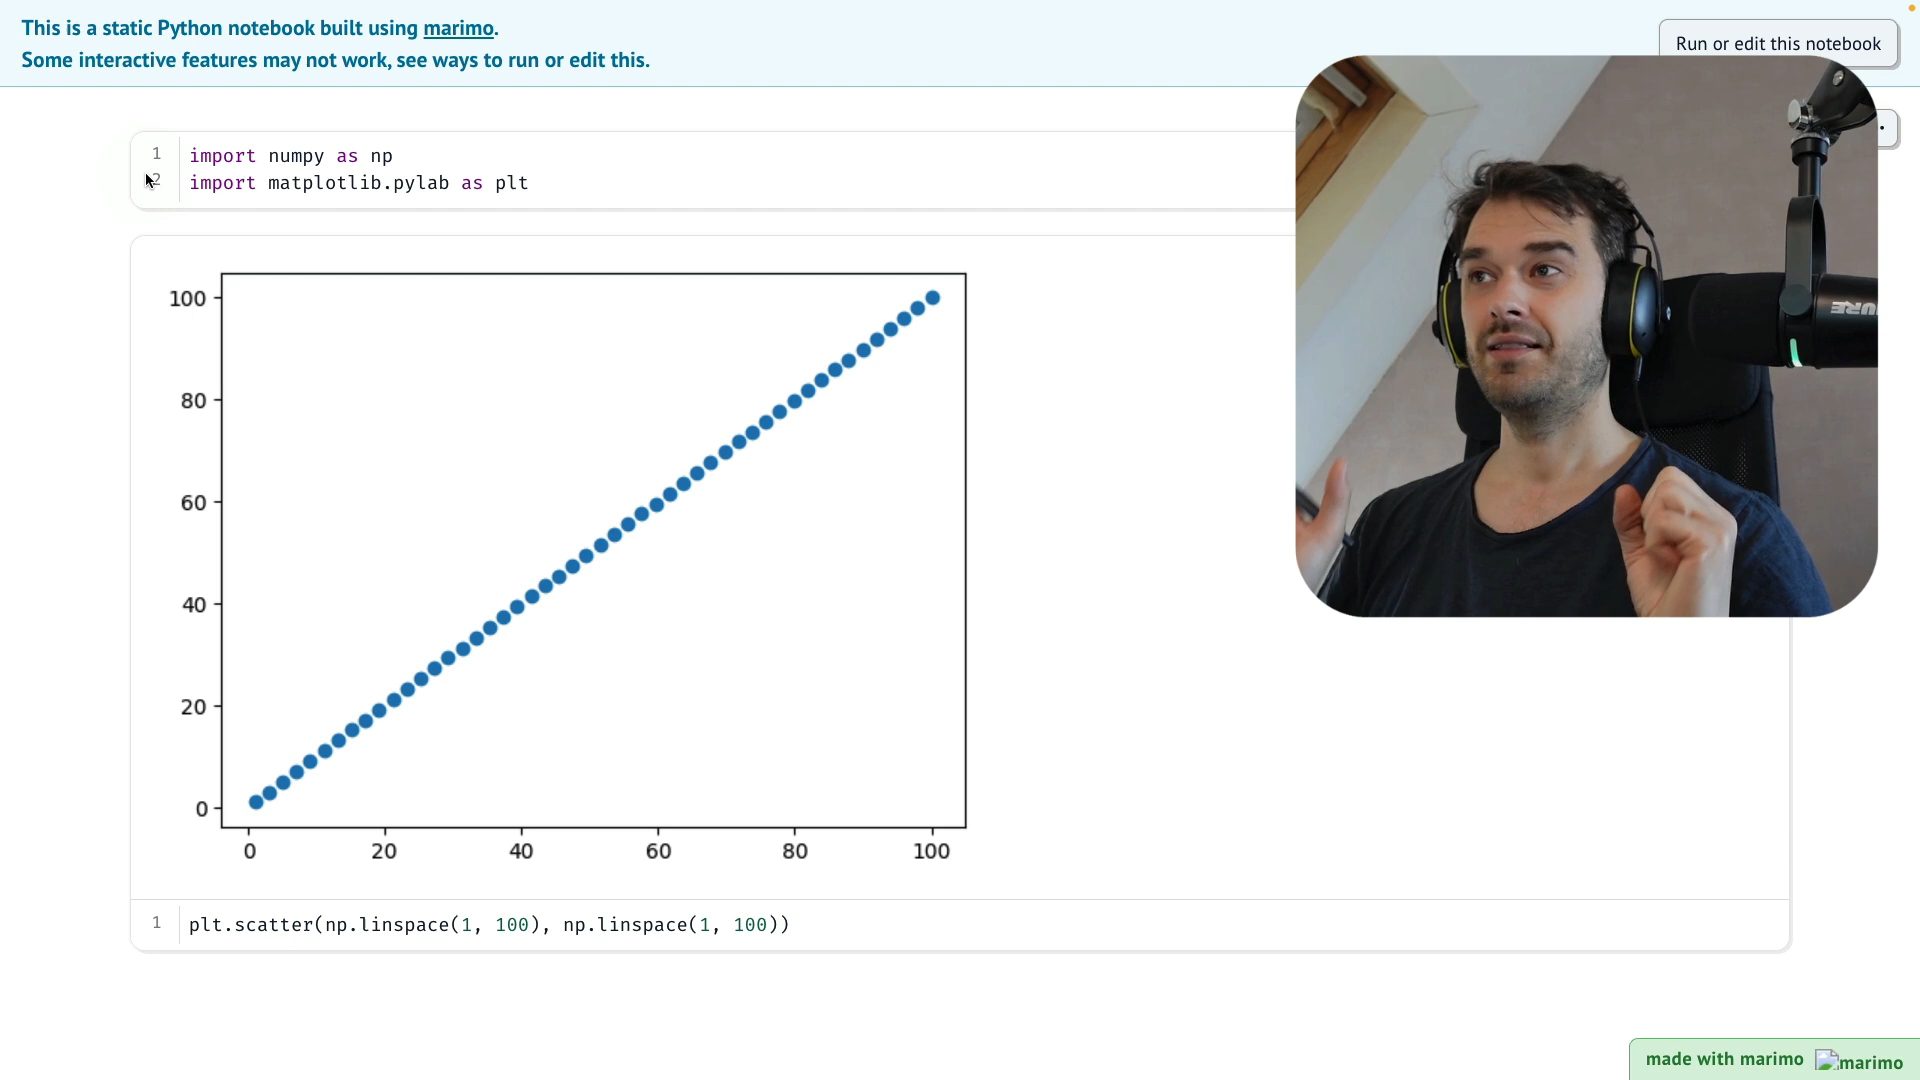 This is a static Python notebook built using marimo.
Some interactive features may not work, see ways to run or edit this.
Run or edit this notebook
1
import numpy as np
2
import matplotlib.pylab as plt
100
80
60
40
20
0
0 20 40 60 80 100
1
plt.scatter(np.linspace(1, 100), np.linspace(1, 100))
made with marimo marimo